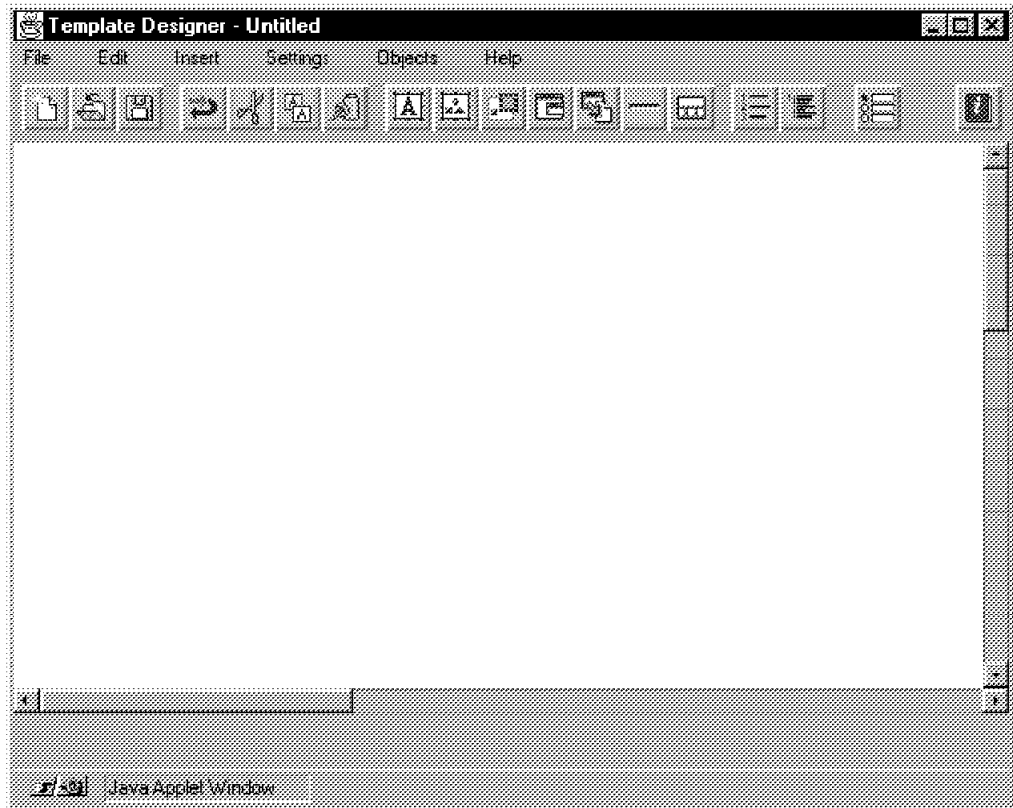 Template Designer - Untitled
File Edit Insert Settings Objects Help
Java Applet Window